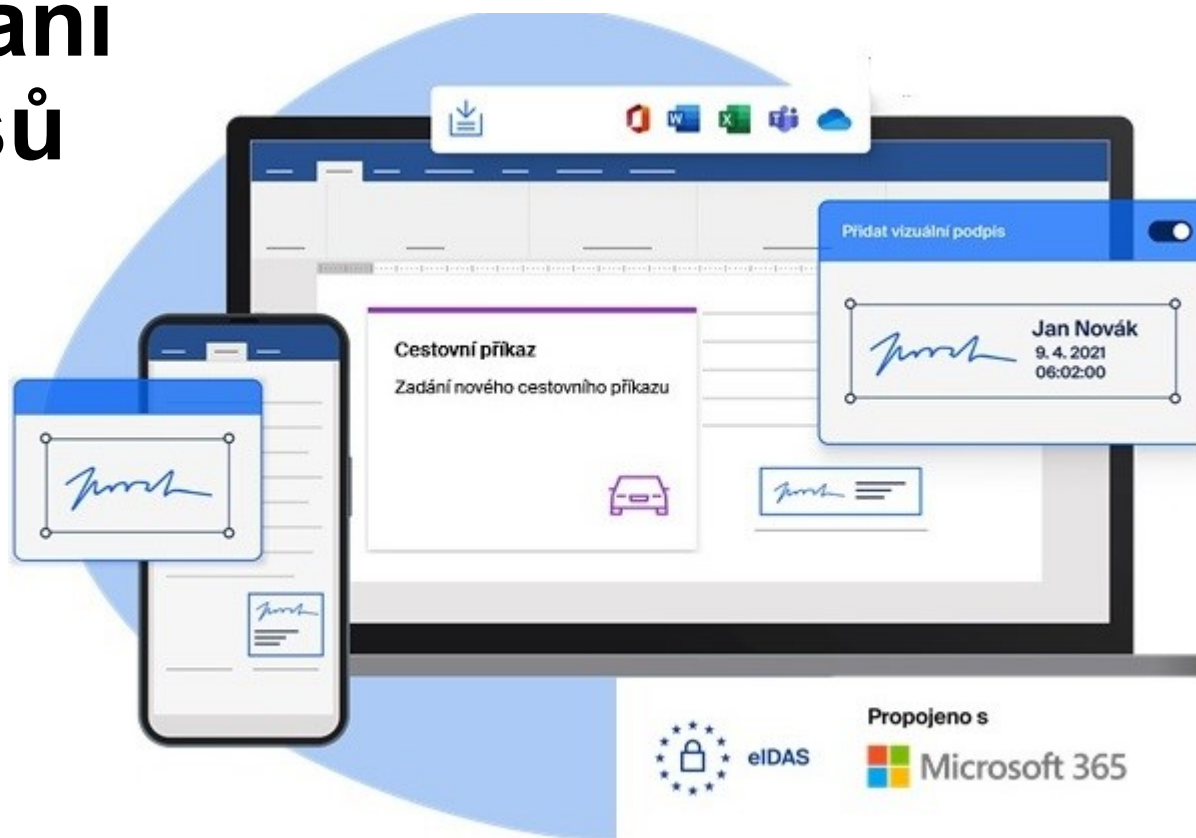 ání
sů
Přidat vizuální podpis
Jan Novák
9. 4. 2021
06:02:00
Cestovní příkaz
Zadání nového cestovního příkazu
eIDAS
Propojeno s
Microsoft 365